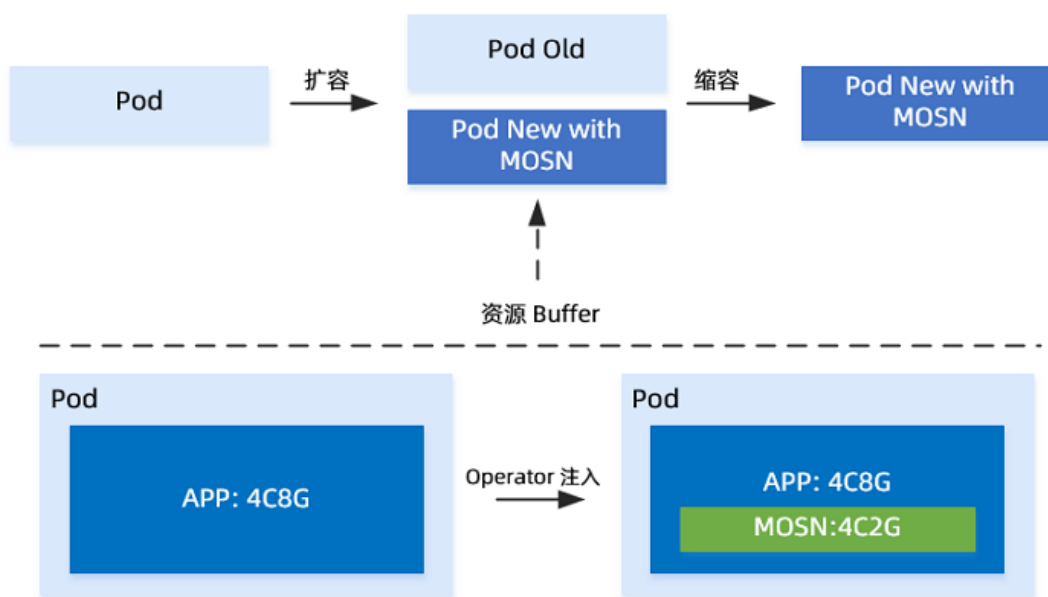 Pod
扩容
Pod Old
Pod New with
MOSN
缩容
Pod New with
MOSN
资源 Buffer
Pod
APP: 4C8G
Operator 注入
Pod
APP: 4C8G
MOSN:4C2G